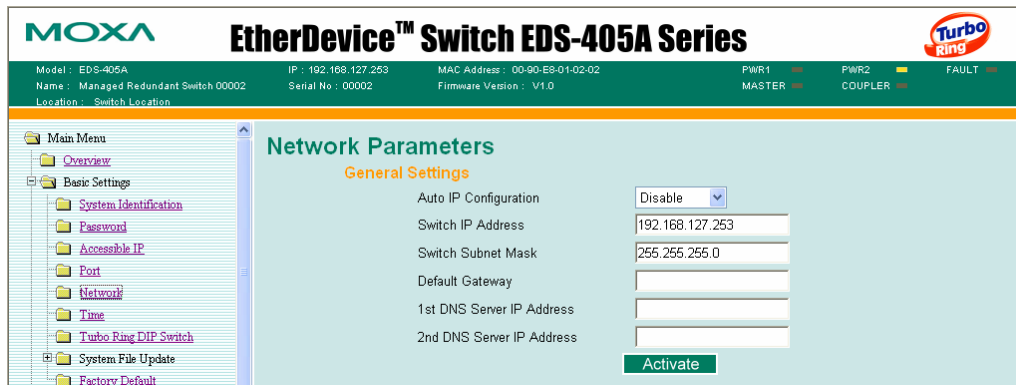 MOXA EtherDevice™ Switch EDS-405A Series Turbo Ring
Model : EDS-405A IP : 192.168.127.253 MAC Address : 00-90-E8-01-02-02 PWR1 PWR2 FAULT
Name : Managed Redundant Switch 00002 Serial No : 00002 Firmware Version : V1.0 MASTER COUPLER
Location : Switch Location
Main Menu
Overview
Basic Settings
System Identification
Password
Accessible IP
Port
Network
Time
Turbo Ring DIP Switch
System File Update
Factory Default
Network Parameters
General Settings
Auto IP Configuration Disable
Switch IP Address 192.168.127.253
Switch Subnet Mask 255.255.255.0
Default Gateway
1st DNS Server IP Address
2nd DNS Server IP Address
Activate